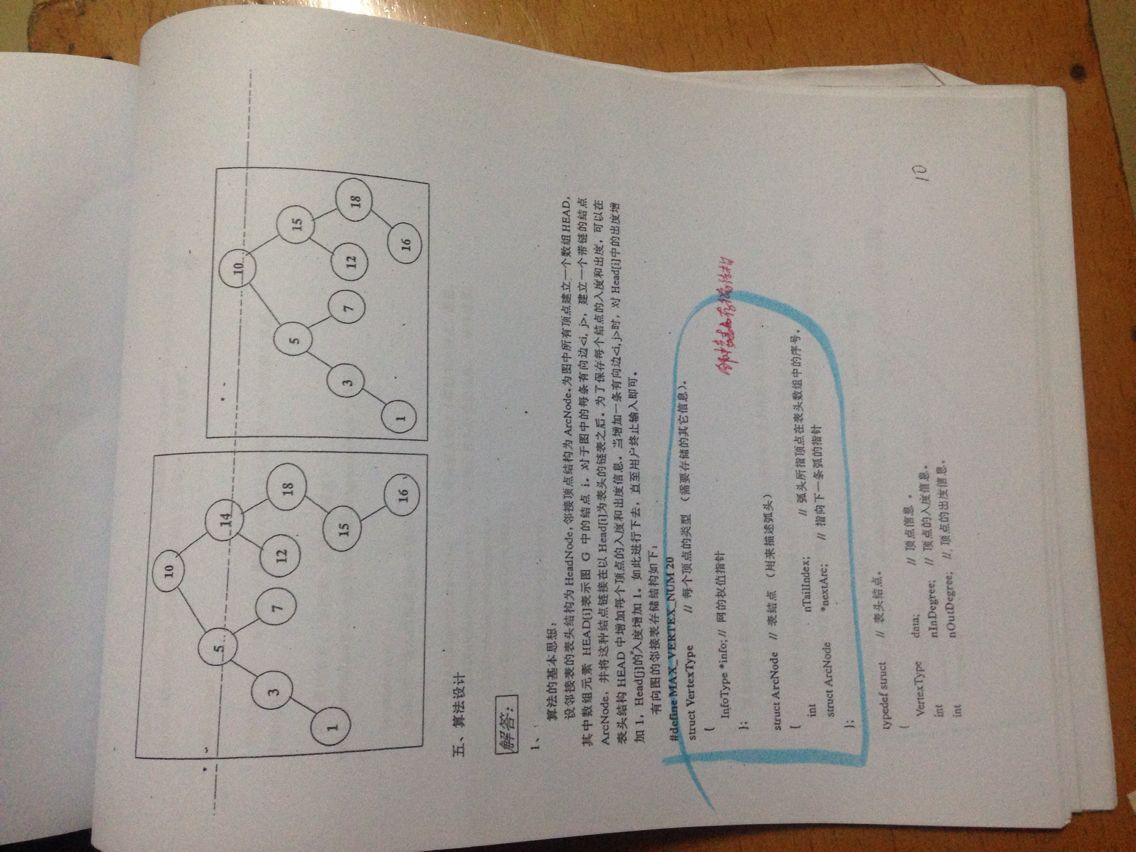 10
5 14
3 7 12 18
1 15
16
10
5 15
3 7 12 18
1 16
五、算法设计
解答:
1、
算法的基本思想：
设邻接表的表头结构为 HeadNode，邻接顶点结构为 ArcNode。为图中所有顶点建立一个数组 HEAD，
其中数组元素 HEAD[i]表示图 G 中的结点 i。对于图中的每条有向边<i, j>，建立一个带链的结点
ArcNode，并将这种结点链接在以 Head[i]为表头的链表之后。为了保存每个结点的入度和出度，可以在
表头结构 HEAD 中增加每个顶点的入度和出度信息。当增加一条有向边<i, j>时，对 Head[i]中的出度增
加 1，Head[j]的入度增加 1。如此进行下去，直至用户终止输入即可。
有向图的邻接表存储结构如下：
#define MAX_VERTEX_NUM 20
struct VertexType // 每个顶点的类型 （需要存储的其它信息）。
{
InfoType *info; // 网的权值指针
};
邻接表的存储结构
struct ArcNode // 表结点 （用来描述弧头）
{
int nTailIndex; // 弧头所指顶点在表头数组中的序号。
struct ArcNode *nextArc; // 指向下一条弧的指针
};
typedef struct // 表头结点。
{
VertexType data; // 顶点信息 。
int nInDegree; // 顶点的入度信息。
int nOutDegree; // 顶点的出度信息。
10